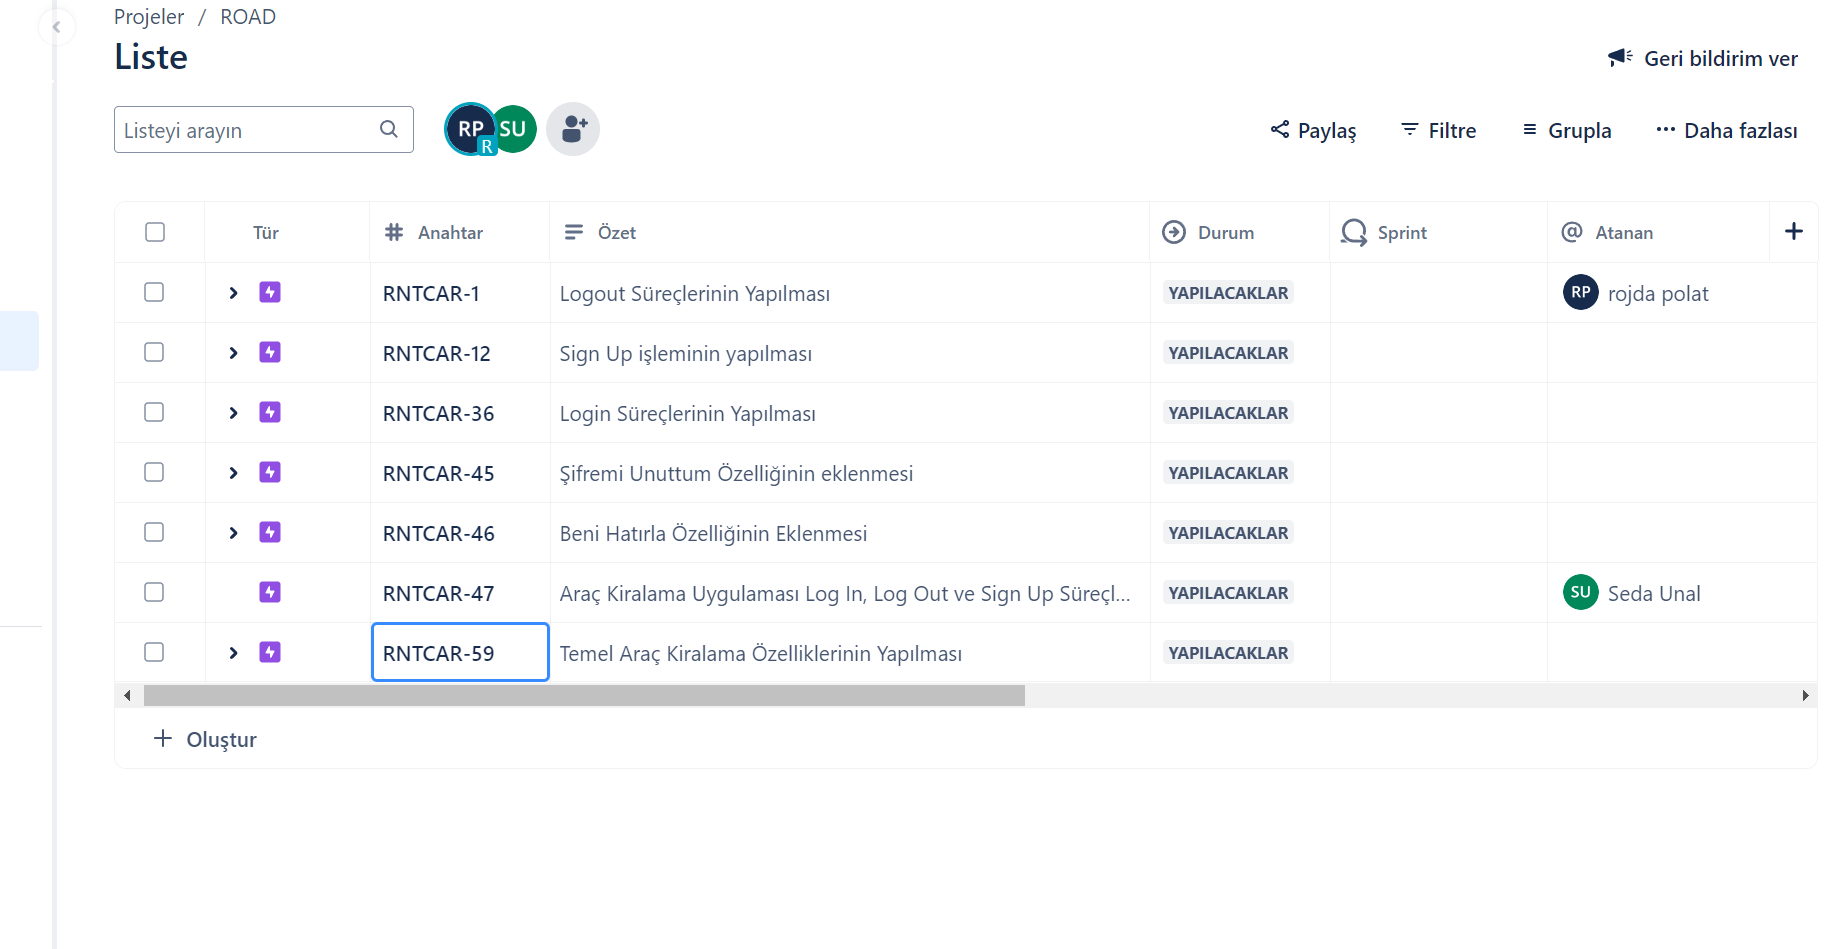 Projeler / ROAD
Liste
Geri bildirim ver
Listeyi arayın
RP R SU
Paylaş Filtre Grupla Daha fazlası
Tür Anahtar Özet Durum Sprint Atanan
RNTCAR-1 Logout Süreçlerinin Yapılması YAPILACAKLAR RP rojda polat
RNTCAR-12 Sign Up işleminin yapılması YAPILACAKLAR
RNTCAR-36 Login Süreçlerinin Yapılması YAPILACAKLAR
RNTCAR-45 Şifremi Unuttum Özelliğinin eklenmesi YAPILACAKLAR
RNTCAR-46 Beni Hatırla Özelliğinin Eklenmesi YAPILACAKLAR
RNTCAR-47 Araç Kiralama Uygulaması Log In, Log Out ve Sign Up Süreçl... YAPILACAKLAR SU Seda Unal
RNTCAR-59 Temel Araç Kiralama Özelliklerinin Yapılması YAPILACAKLAR
Oluştur